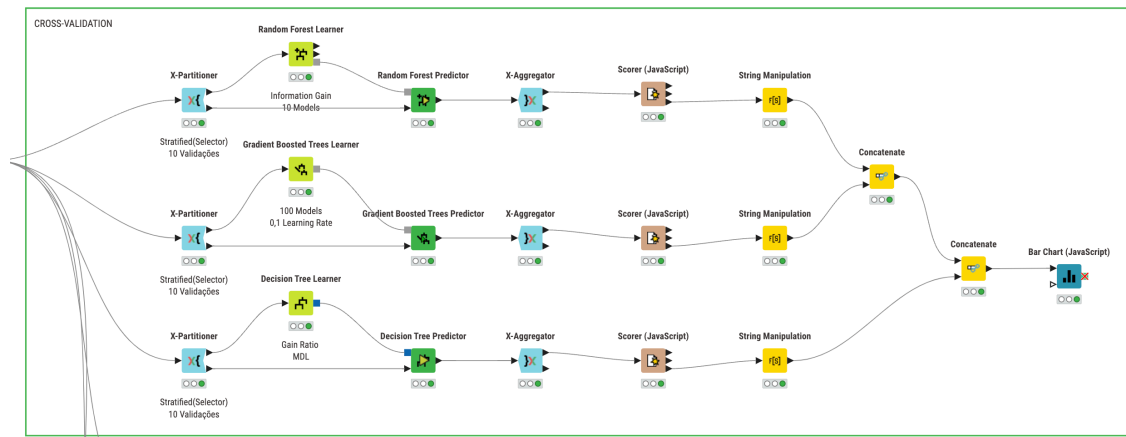 CROSS-VALIDATION
Random Forest Learner
X-Partitioner
Information Gain
10 Models
Random Forest Predictor
X-Aggregator
Scorer (JavaScript)
String Manipulation
Stratified(Selector)
10 Validações
Gradient Boosted Trees Learner
Concatenate
X-Partitioner
100 Models
0,1 Learning Rate
Gradient Boosted Trees Predictor
X-Aggregator
Scorer (JavaScript)
String Manipulation
Stratified(Selector)
10 Validações
Concatenate
Bar Chart (JavaScript)
Decision Tree Learner
X-Partitioner
Gain Ratio
MDL
Decision Tree Predictor
X-Aggregator
Scorer (JavaScript)
String Manipulation
Stratified(Selector)
10 Validações